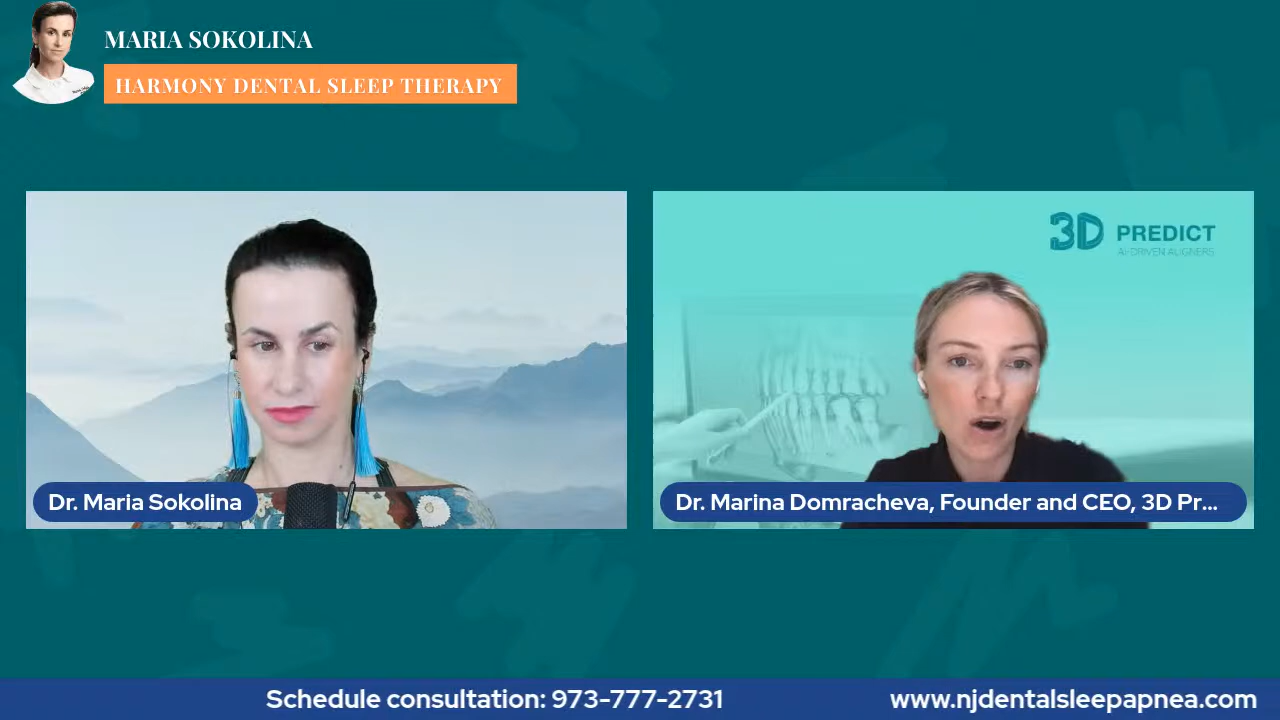 MARIA SOKOLINA
HARMONY DENTAL SLEEP THERAPY
3D PREDICT
AI-DRIVEN ALIGNERS
Dr. Maria Sokolina
Dr. Marina Domracheva, Founder and CEO, 3D Pr...
Schedule consultation: 973-777-2731
www.njdentalsleepapnea.com